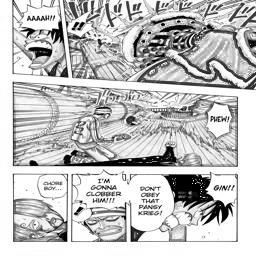 AAAAH!!
PHEW!
CHORE
BOY...
I'M
GONNA
CLOBBER
HIM!!!
DON'T
OBEY
THAT
PANSY
KRIEG!
GIN!!